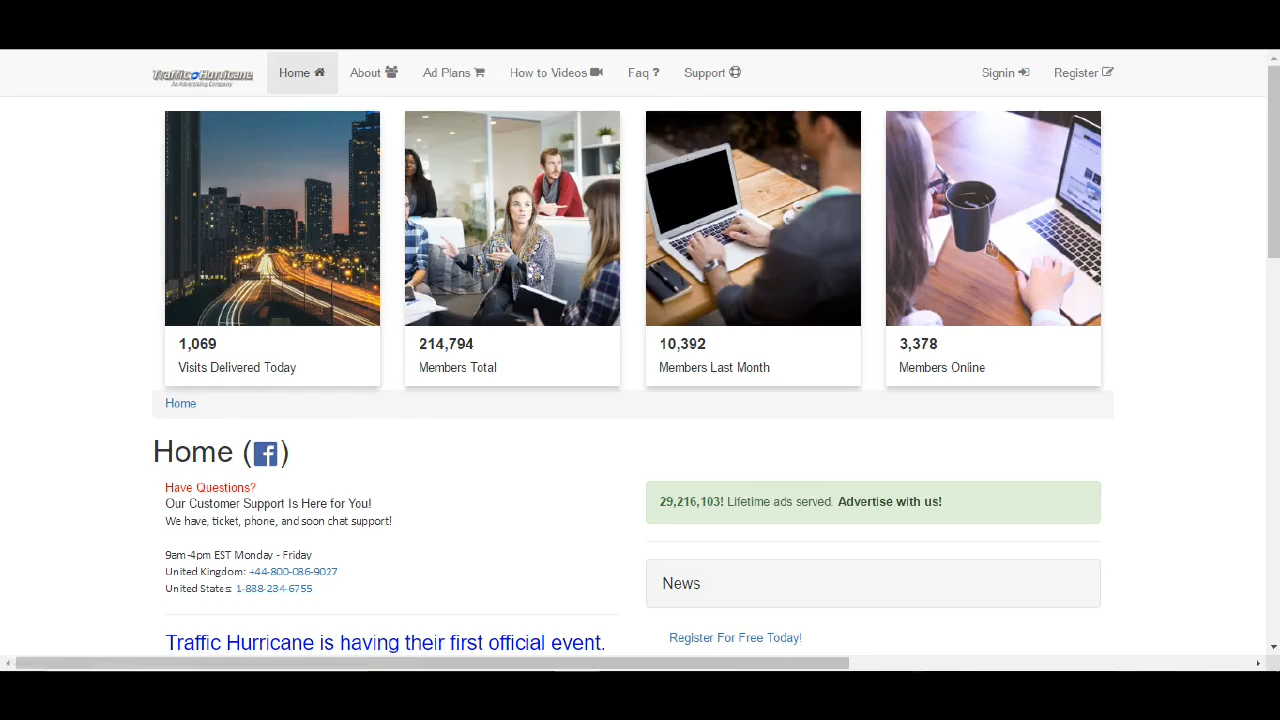 Traffic Hurricane
An Advertising Company
Home
About
Ad Plans
How to Videos
Faq ?
Support
Signin
Register
1,069
Visits Delivered Today
214,794
Members Total
10,392
Members Last Month
3,378
Members Online
Home
Home (f)
Have Questions?
Our Customer Support Is Here for You!
We have, ticket, phone, and soon chat support!
9am-4pm EST Monday - Friday
United Kingdom: +44-800-086-9027
United States: 1-888-234-6755
Traffic Hurricane is having their first official event.
29,216,103! Lifetime ads served. Advertise with us!
News
Register For Free Today!